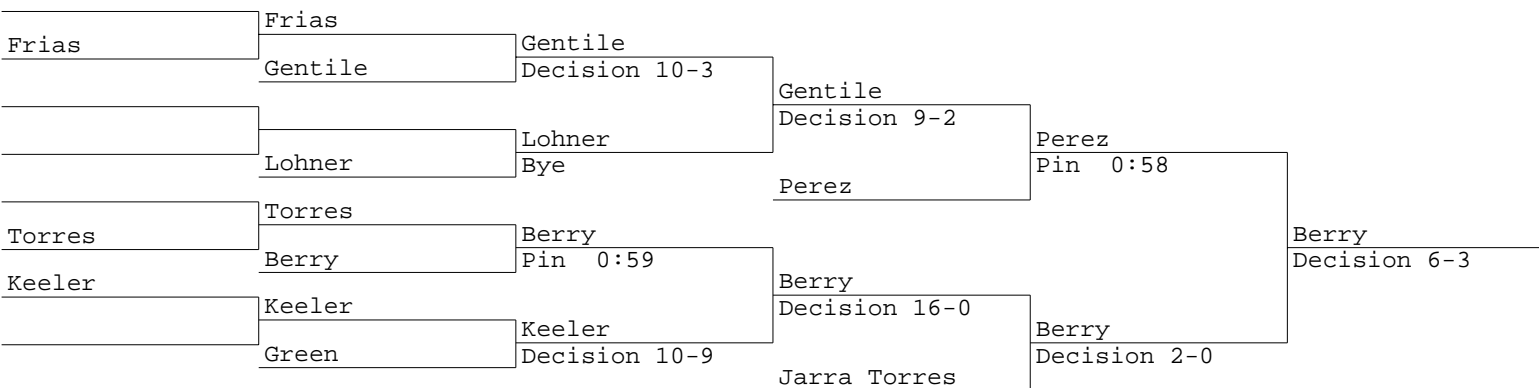 Frias
Frias
Gentile
Gentile
Decision 10-3
Gentile
Decision 9-2
Lohner
Lohner
Bye
Perez
Pin 0:58
Perez
Torres
Torres
Berry
Berry
Pin 0:59
Berry
Decision 6-3
Keeler
Keeler
Berry
Decision 16-0
Keeler
Green
Decision 10-9
Berry
Decision 2-0
Jarra Torres